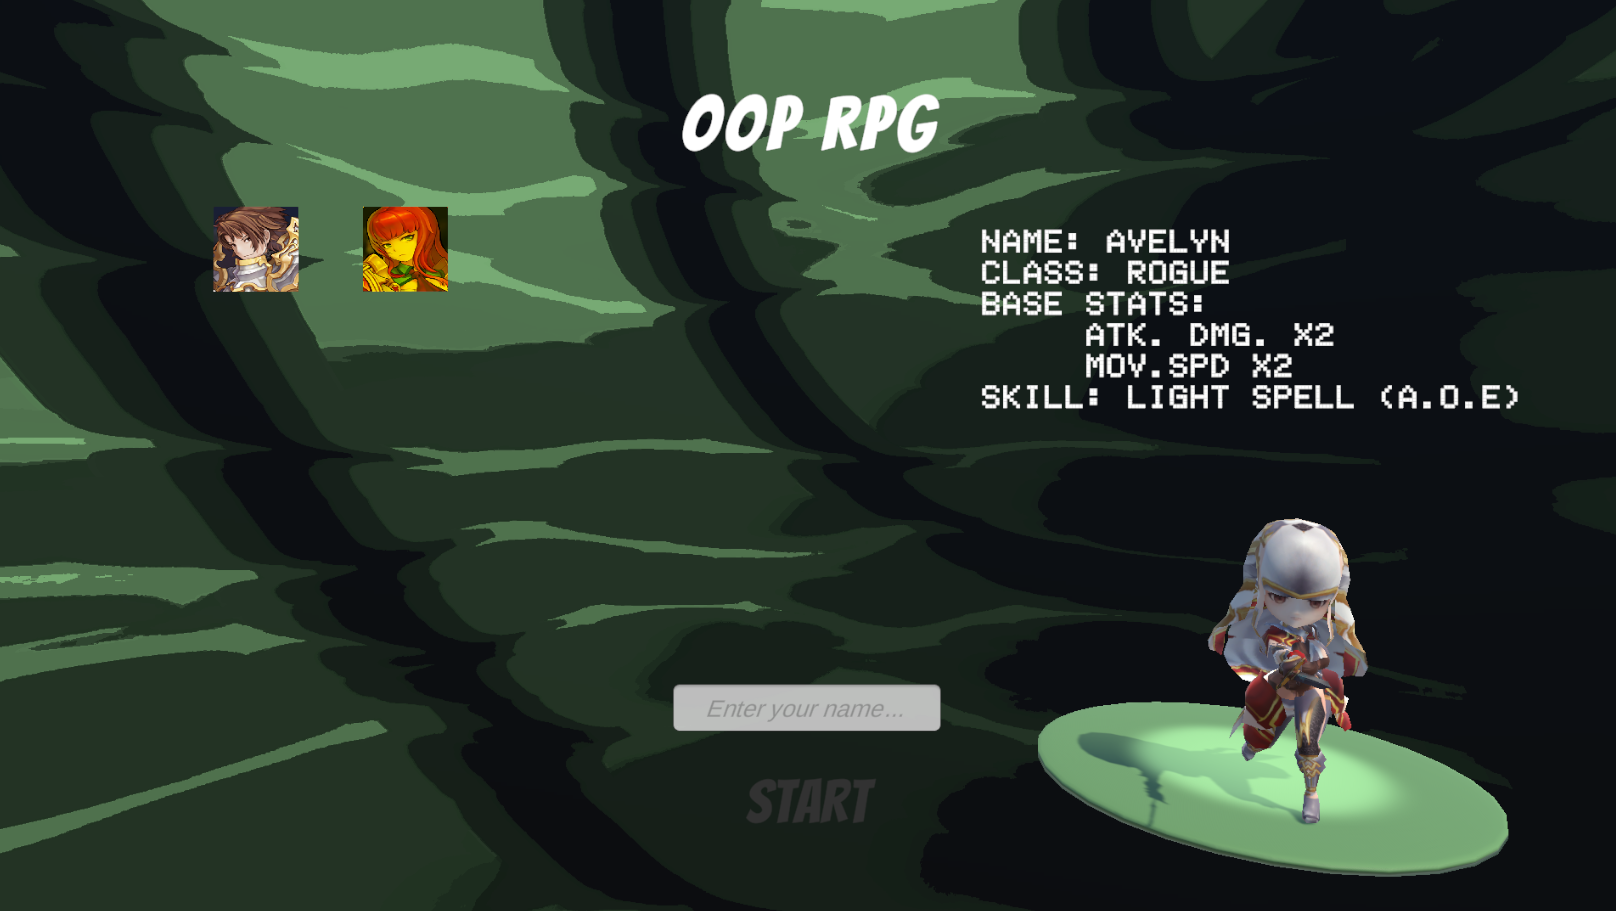 OOP RPG
NAME: AVELYN
CLASS: ROGUE
BASE STATS:
ATK. DMG. X2
MOV.SPD X2
SKILL: LIGHT SPELL (A.O.E)
Enter your name...
START